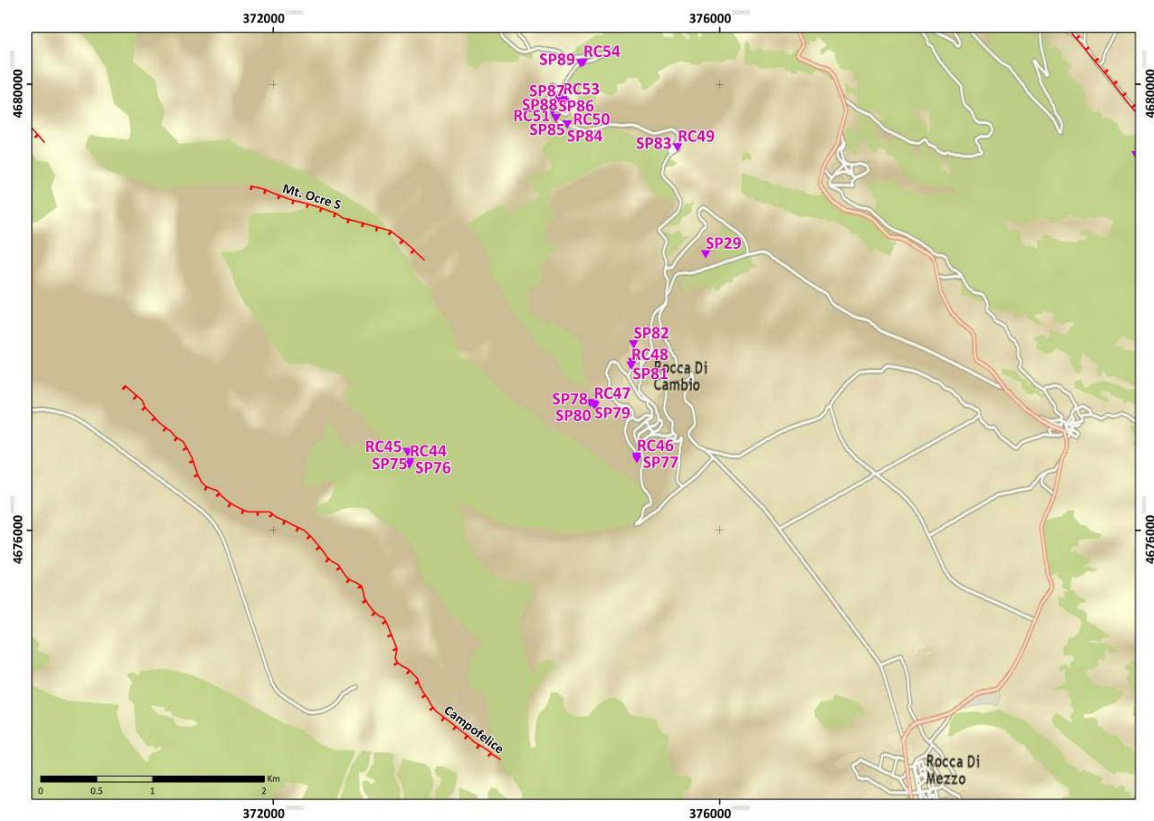 372000
376000
4680000
4680000
SP89 RC54
SP87 RC53
SP88 SP86
RC51 RC50
SP85 SP84
SP83 RC49
Mt. Ocre S
SP29
SP82
RC48
SP81
Rocca Di
Cambio
SP78 RC47
SP80 SP79
RC45 RC44
SP75 SP76
RC46
SP77
4676000
4676000
Campofelice
Rocca Di
Mezzo
Km
0 0.5 1 2
372000
376000